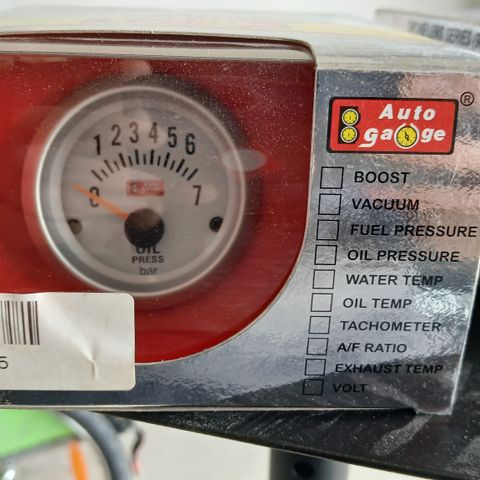 Auto
gauge
®
BOOST
VACUUM
FUEL PRESSURE
OIL PRESSURE
WATER TEMP
OIL TEMP
TACHOMETER
A/F RATIO
EXHAUST TEMP
VOLT
1 2 3 4 5 6
0 7
OIL
PRESS
bar
5